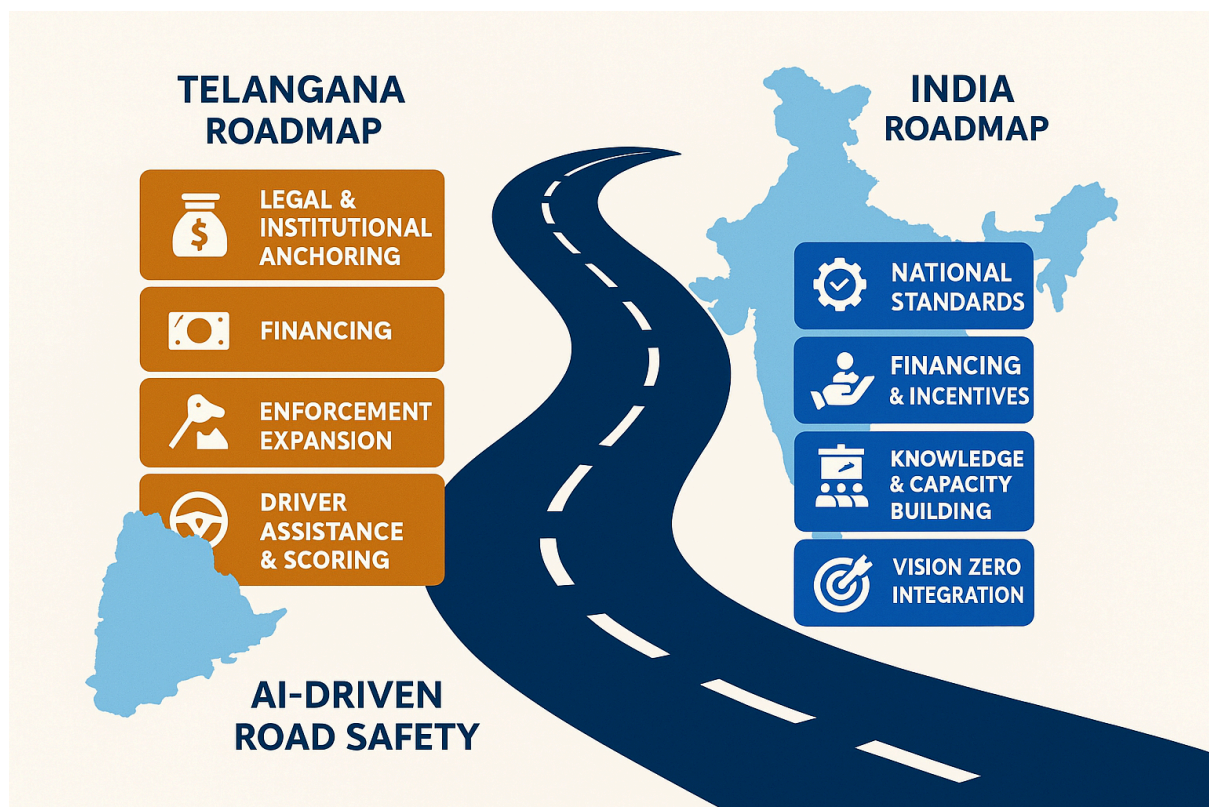 TELANGANA
ROADMAP
$
LEGAL &
INSTITUTIONAL
ANCHORING
FINANCING
ENFORCEMENT
EXPANSION
DRIVER
ASSISTANCE
& SCORING
AI-DRIVEN
ROAD SAFETY
INDIA
ROADMAP
NATIONAL
STANDARDS
FINANCING
& INCENTIVES
KNOWLEDGE
& CAPACITY
BUILDING
VISION ZERO
INTEGRATION